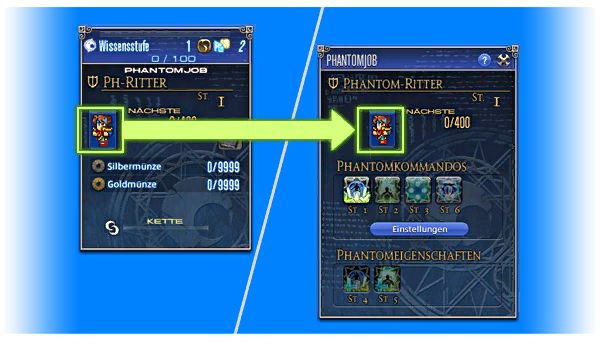 Wissensstufe 1 2
0 / 100
PHANTOMJOB
PH-RITTER
ST. I
NÄCHSTE
0/400
Silbermünze 0/9999
Goldmünze 0/9999
KETTE
PHANTOMJOB
PHANTOM-RITTER
ST. I
NÄCHSTE
0/400
PHANTOMKOMMANDOS
ST. 1 ST. 2 ST. 3 ST. 6
Einstellungen
PHANTOMEIGENSCHAFTEN
ST. 4 ST. 5